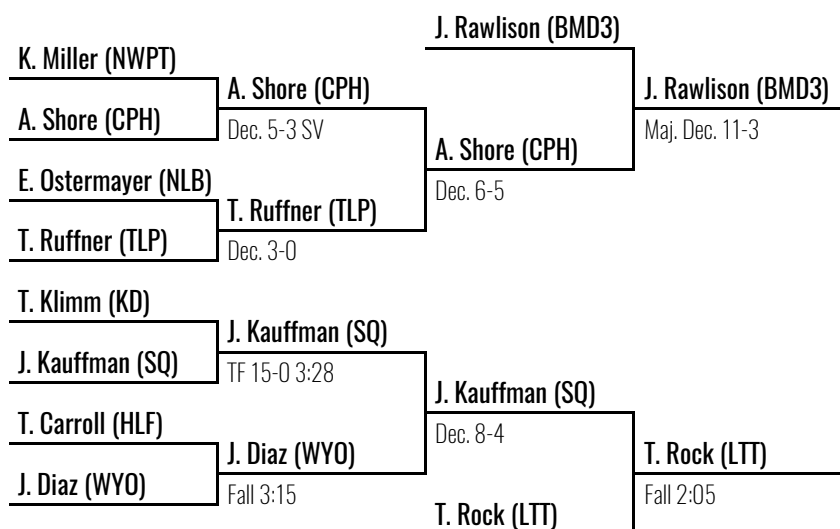 J. Rawlison (BMD3)
K. Miller (NWPT)
A. Shore (CPH)
J. Rawlison (BMD3)
A. Shore (CPH)
Dec. 5-3 SV
Maj. Dec. 11-3
A. Shore (CPH)
E. Ostermayer (NLB)
Dec. 6-5
T. Ruffner (TLP)
T. Ruffner (TLP)
Dec. 3-0
T. Klimm (KD)
J. Kauffman (SQ)
J. Kauffman (SQ)
TF 15-0 3:28
J. Kauffman (SQ)
T. Carroll (HLF)
Dec. 8-4
J. Diaz (WYO)
T. Rock (LTT)
J. Diaz (WYO)
Fall 3:15
Fall 2:05
T. Rock (LTT)